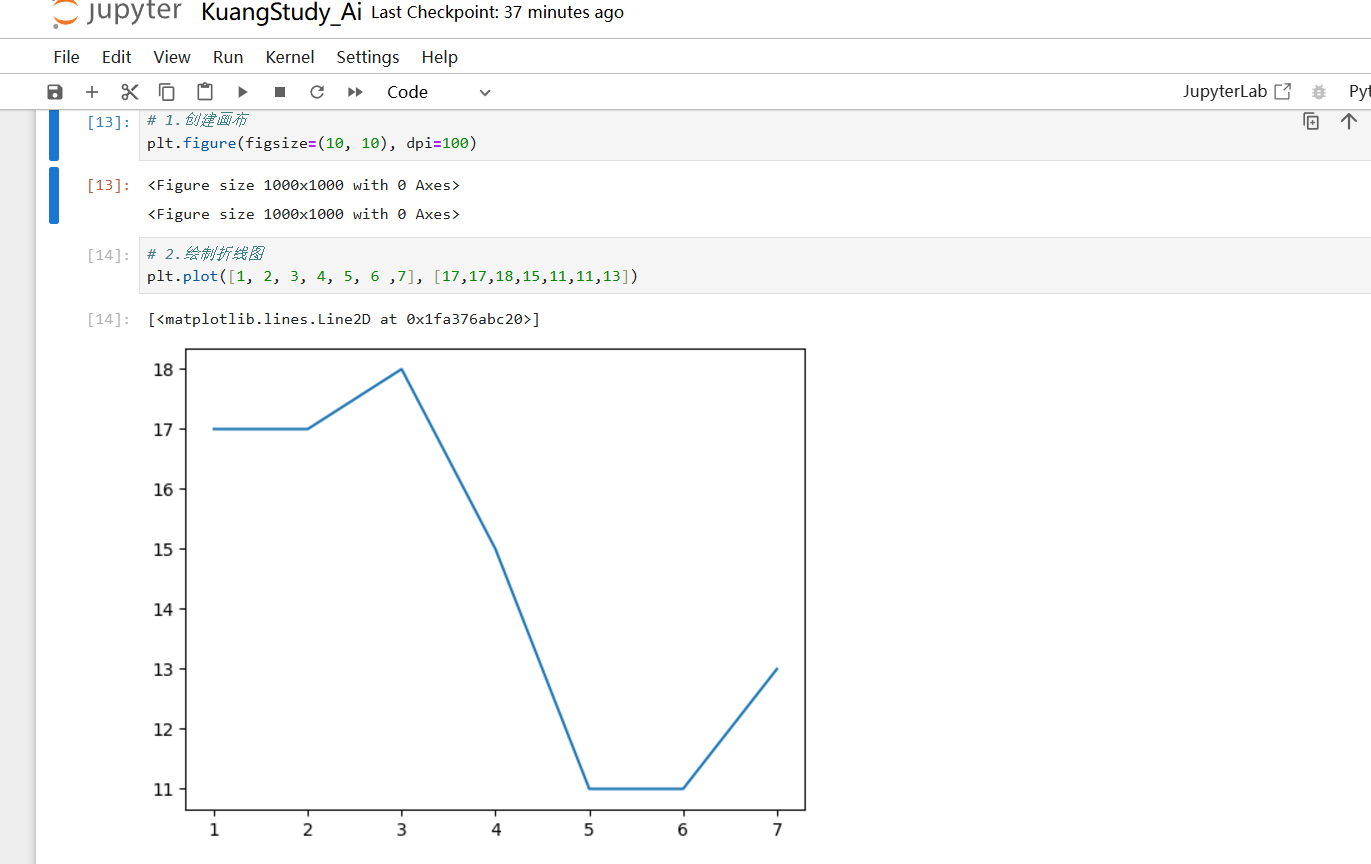 jupyter KuangStudy_Ai Last Checkpoint: 37 minutes ago
File Edit View Run Kernel Settings Help
Code JupyterLab Pyt
[13]: # 1.创建画布
plt.figure(figsize=(10, 10), dpi=100)
[13]: <Figure size 1000x1000 with 0 Axes>
<Figure size 1000x1000 with 0 Axes>
[14]: # 2.绘制折线图
plt.plot([1, 2, 3, 4, 5, 6 ,7], [17,17,18,15,11,11,13])
[14]: [<matplotlib.lines.Line2D at 0x1fa376abc20>]
18
17
16
15
14
13
12
11
1 2 3 4 5 6 7